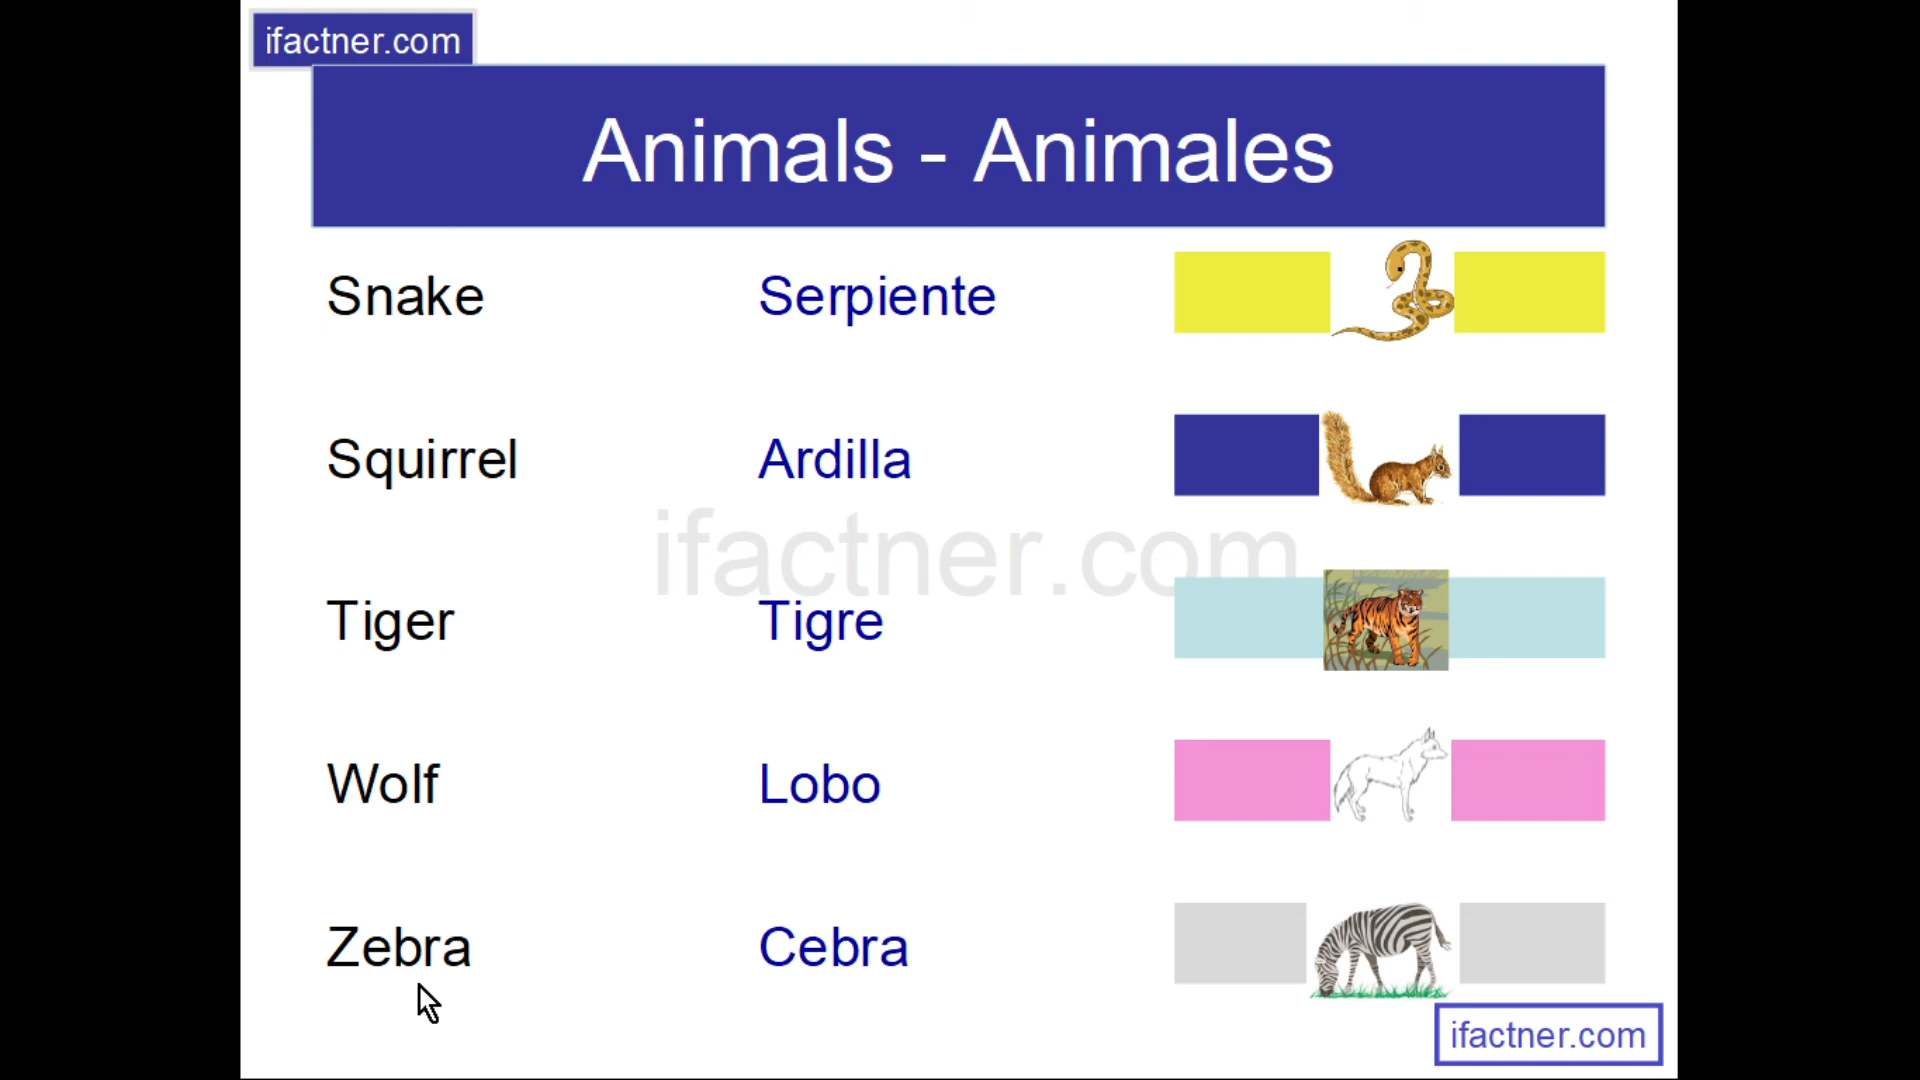 ifactner.com
Animals - Animales
Snake Serpiente
Squirrel Ardilla
ifactner.com
Tiger Tigre
Wolf Lobo
Zebra Cebra
ifactner.com